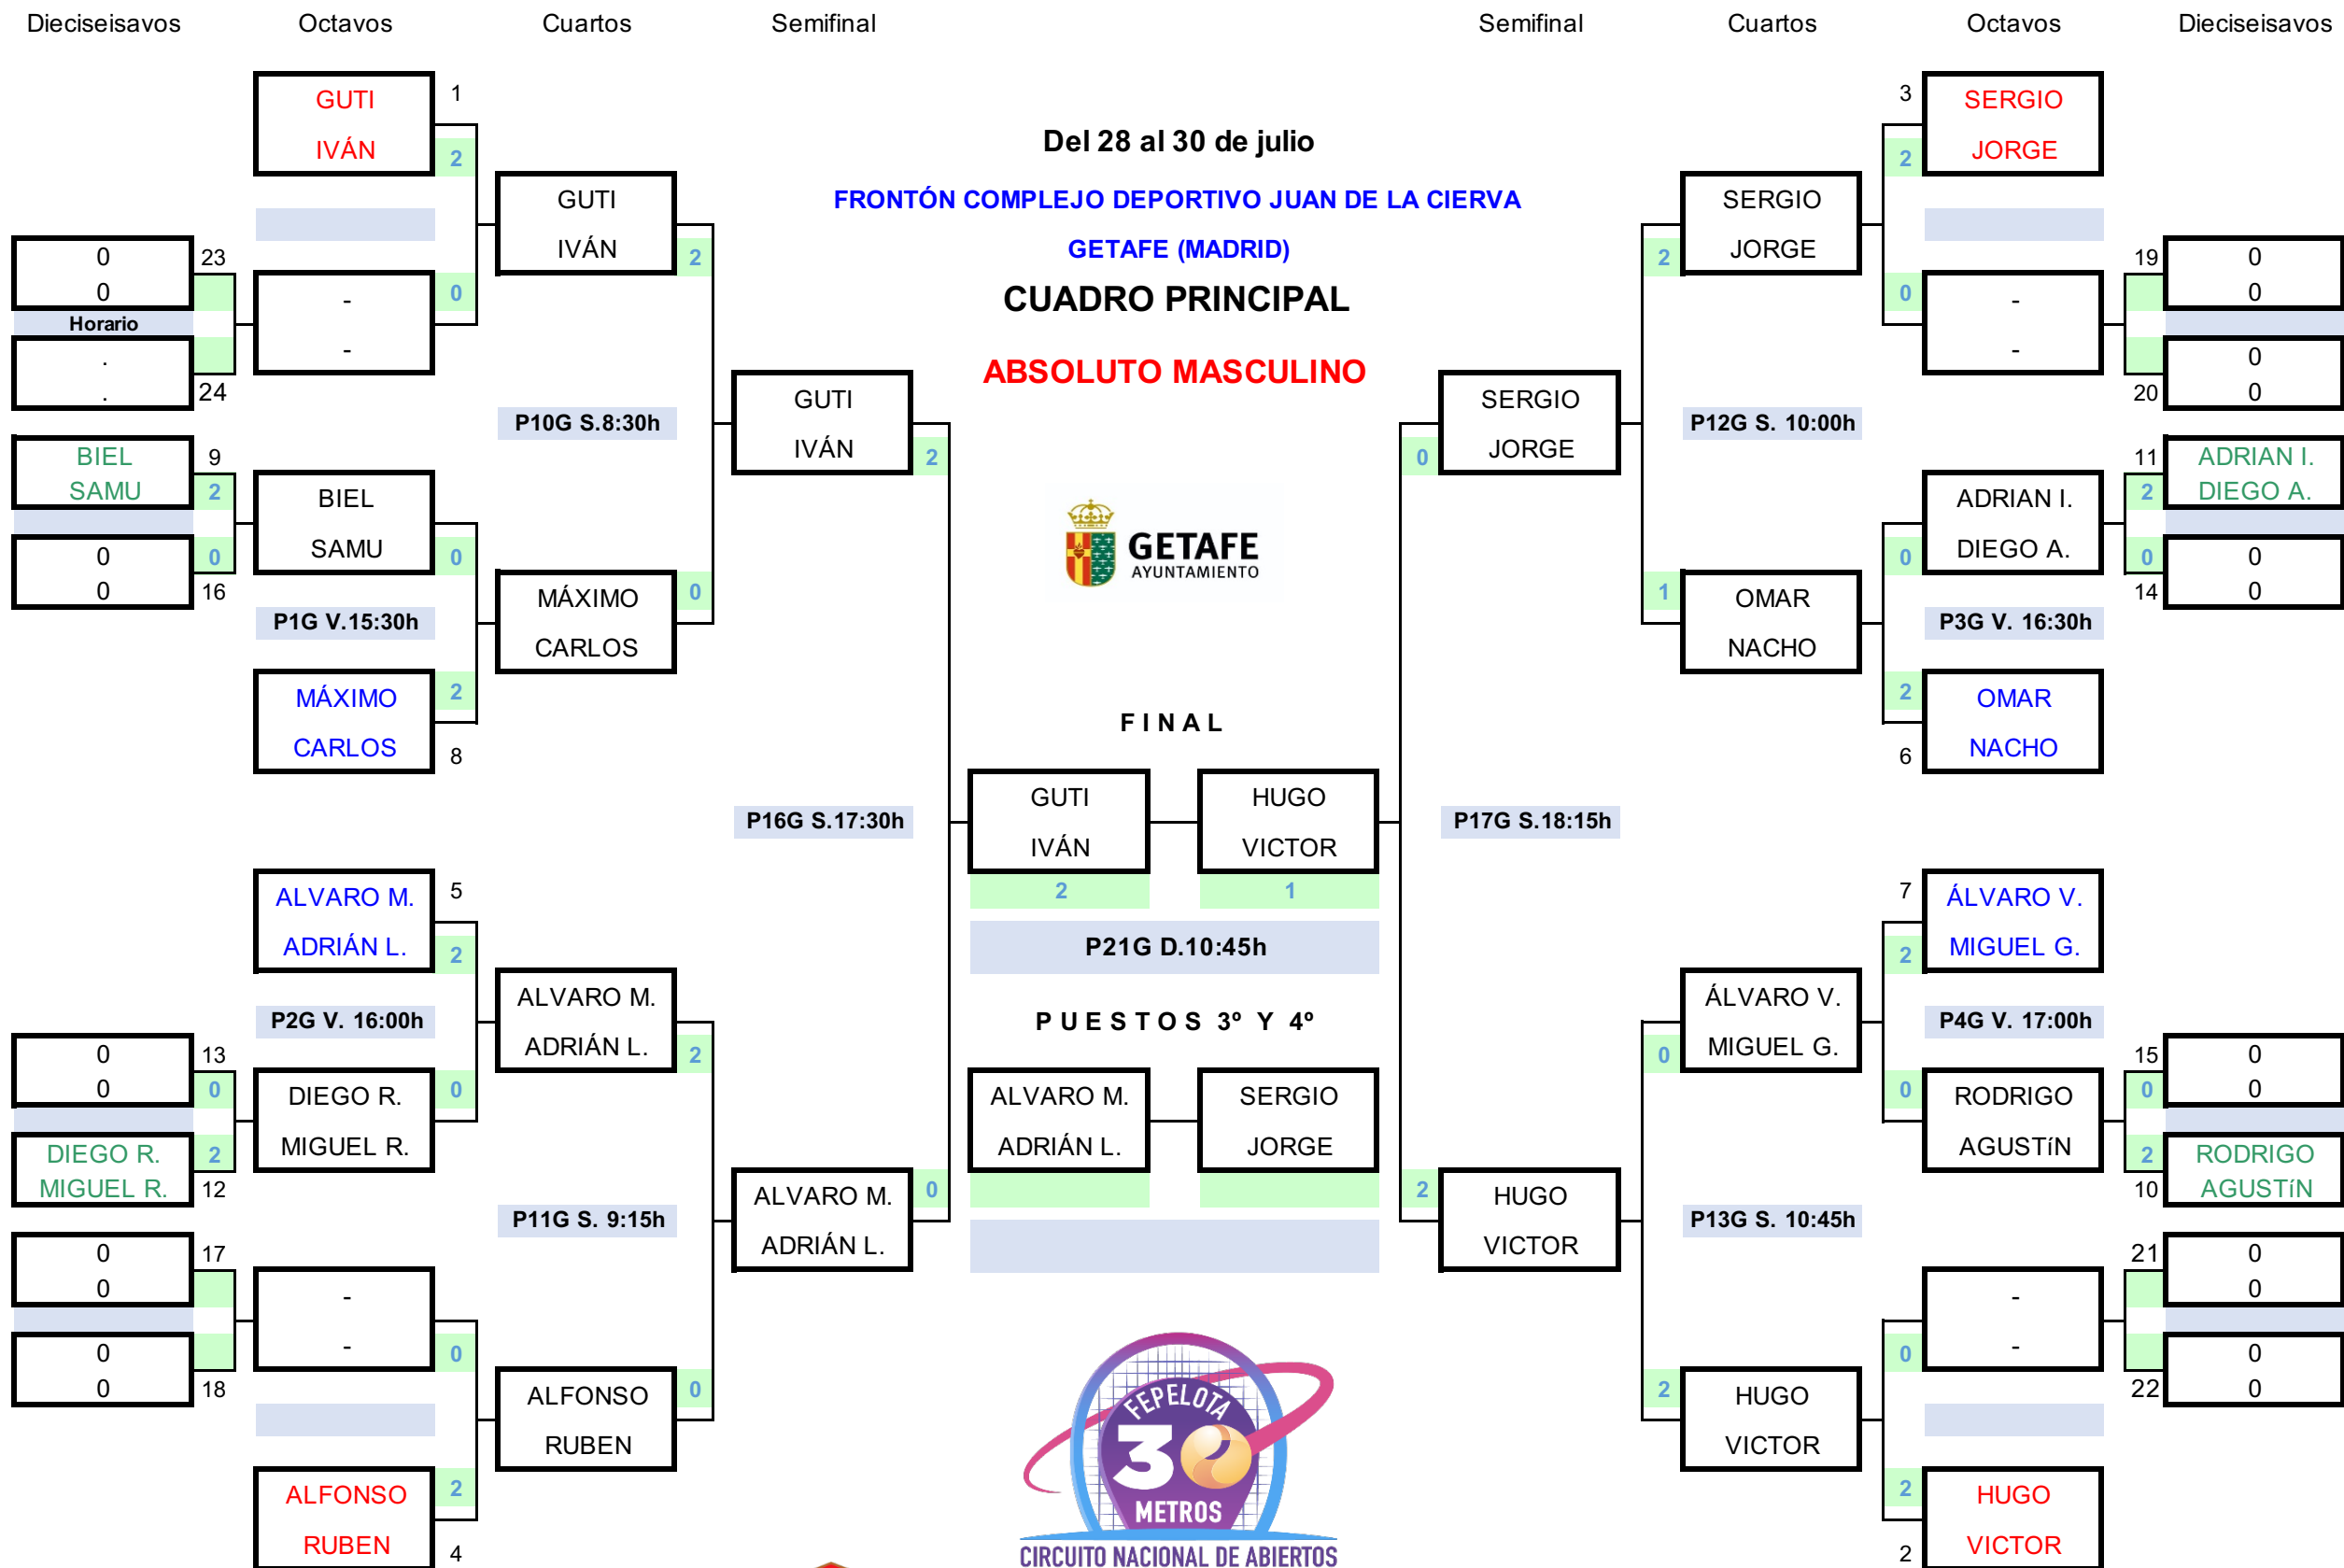 Dieciseisavos
Octavos
Cuartos
Semifinal
Semifinal
Cuartos
Octavos
Dieciseisavos
GUTI
IVÁN
1
2
0
0
23
Horario
.
.
24
-
-
0
GUTI
IVÁN
2
P10G S.8:30h
BIEL
SAMU
9
2
0
0
0
16
BIEL
SAMU
0
P1G V.15:30h
MÁXIMO
CARLOS
2
8
MÁXIMO
CARLOS
0
GUTI
IVÁN
2
P16G S.17:30h
ALVARO M.
ADRIÁN L.
5
2
P2G V. 16:00h
0
0
13
0
DIEGO R.
MIGUEL R.
2
12
DIEGO R.
MIGUEL R.
0
ALVARO M.
ADRIÁN L.
2
P11G S. 9:15h
0
0
17
0
0
18
-
-
0
ALFONSO
RUBEN
2
4
ALFONSO
RUBEN
0
ALVARO M.
ADRIÁN L.
0
Del 28 al 30 de julio
FRONTÓN COMPLEJO DEPORTIVO JUAN DE LA CIERVA
GETAFE (MADRID)
CUADRO PRINCIPAL
ABSOLUTO MASCULINO
GETAFE
AYUNTAMIENTO
FINAL
GUTI
IVÁN
2
HUGO
VICTOR
1
P21G D.10:45h
PUESTOS 3º Y 4º
ALVARO M.
ADRIÁN L.
SERGIO
JORGE
FEPELOTA
30
METROS
CIRCUITO NACIONAL DE ABIERTOS
SERGIO
JORGE
0
P17G S.18:15h
HUGO
VICTOR
2
SERGIO
JORGE
2
P12G S. 10:00h
OMAR
NACHO
1
ÁLVARO V.
MIGUEL G.
0
P13G S. 10:45h
HUGO
VICTOR
2
3
SERGIO
JORGE
2
-
-
0
19
0
0
20
0
0
ADRIAN I.
DIEGO A.
0
11
ADRIAN I.
DIEGO A.
2
0
0
0
14
P3G V. 16:30h
OMAR
NACHO
2
6
7
ÁLVARO V.
MIGUEL G.
2
P4G V. 17:00h
RODRIGO
AGUSTíN
0
15
0
0
0
RODRIGO
AGUSTíN
2
10
-
-
0
21
0
0
22
0
0
HUGO
VICTOR
2
2